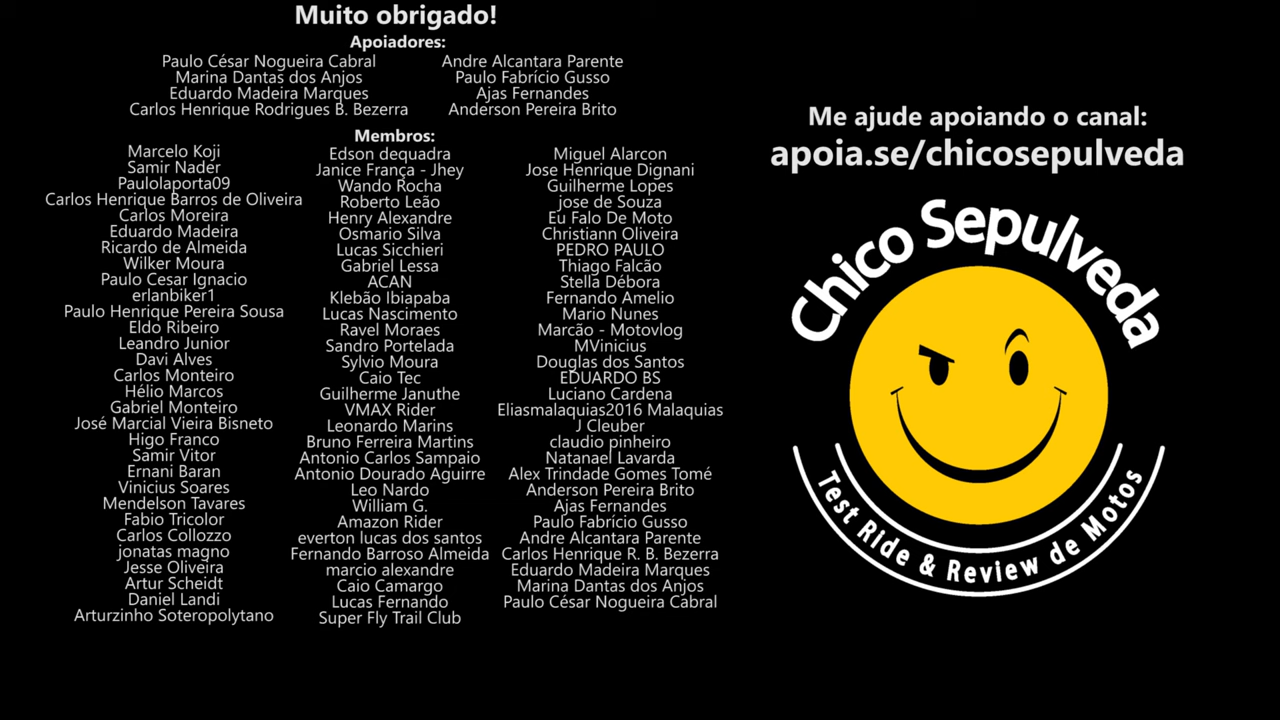 Muito obrigado!
Apoiadores:
Paulo César Nogueira Cabral
Marina Dantas dos Anjos
Eduardo Madeira Marques
Carlos Henrique Rodrigues B. Bezerra
Andre Alcantara Parente
Paulo Fabrício Gusso
Ajas Fernandes
Anderson Pereira Brito
Membros:
Marcelo Koji
Samir Nader
Paulolaporta09
Carlos Henrique Barros de Oliveira
Carlos Moreira
Eduardo Madeira
Ricardo de Almeida
Wilker Moura
Paulo Cesar Ignacio
erlanbiker1
Paulo Henrique Pereira Sousa
Eldo Ribeiro
Leandro Junior
Davi Alves
Carlos Monteiro
Hélio Marcos
Gabriel Monteiro
José Marcial Vieira Bisneto
Higo Franco
Samir Vitor
Ernani Baran
Vinicius Soares
Mendelson Tavares
Fabio Tricolor
Carlos Collozzo
jonatas magno
Jesse Oliveira
Artur Scheidt
Daniel Landi
Arturzinho Soteropolytano
Edson dequadra
Janice França - Jhey
Wando Rocha
Roberto Leão
Henry Alexandre
Osmario Silva
Lucas Sicchieri
Gabriel Lessa
ACAN
Klebão Ibiapaba
Lucas Nascimento
Ravel Moraes
Sandro Portelada
Sylvio Moura
Caio Tec
Guilherme Januthe
VMAX Rider
Leonardo Marins
Bruno Ferreira Martins
Antonio Carlos Sampaio
Antonio Dourado Aguirre
Leo Nardo
William G.
Amazon Rider
everton lucas dos santos
Fernando Barroso Almeida
marcio alexandre
Caio Camargo
Lucas Fernando
Super Fly Trail Club
Miguel Alarcon
Jose Henrique Dignani
Guilherme Lopes
jose de Souza
Eu Falo De Moto
Christiann Oliveira
PEDRO PAULO
Thiago Falcão
Stella Débora
Fernando Amelio
Mario Nunes
Marcão - Motovlog
MVinicius
Douglas dos Santos
EDUARDO BS
Luciano Cardena
Eliasmalaquias2016 Malaquias
J Cleuber
claudio pinheiro
Natanael Lavarda
Alex Trindade Gomes Tomé
Anderson Pereira Brito
Ajas Fernandes
Paulo Fabrício Gusso
Andre Alcantara Parente
Carlos Henrique R. B. Bezerra
Eduardo Madeira Marques
Marina Dantas dos Anjos
Paulo César Nogueira Cabral
Me ajude apoiando o canal:
apoia.se/chicosepulveda
Chico Sepulveda
Test Ride & Review de Motos